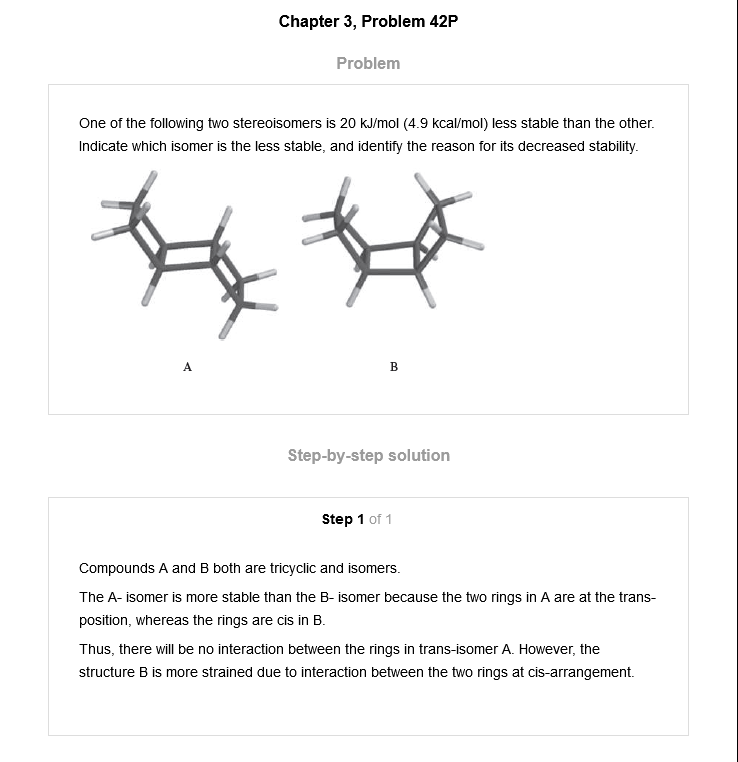 Chapter 3, Problem 42P
Problem
One of the following two stereoisomers is 20 kJ/mol (4.9 kcal/mol) less stable than the other.
Indicate which isomer is the less stable, and identify the reason for its decreased stability.
A B
Step-by-step solution
Step 1 of 1
Compounds A and B both are tricyclic and isomers.
The A- isomer is more stable than the B- isomer because the two rings in A are at the trans-
position, whereas the rings are cis in B.
Thus, there will be no interaction between the rings in trans-isomer A. However, the
structure B is more strained due to interaction between the two rings at cis-arrangement.